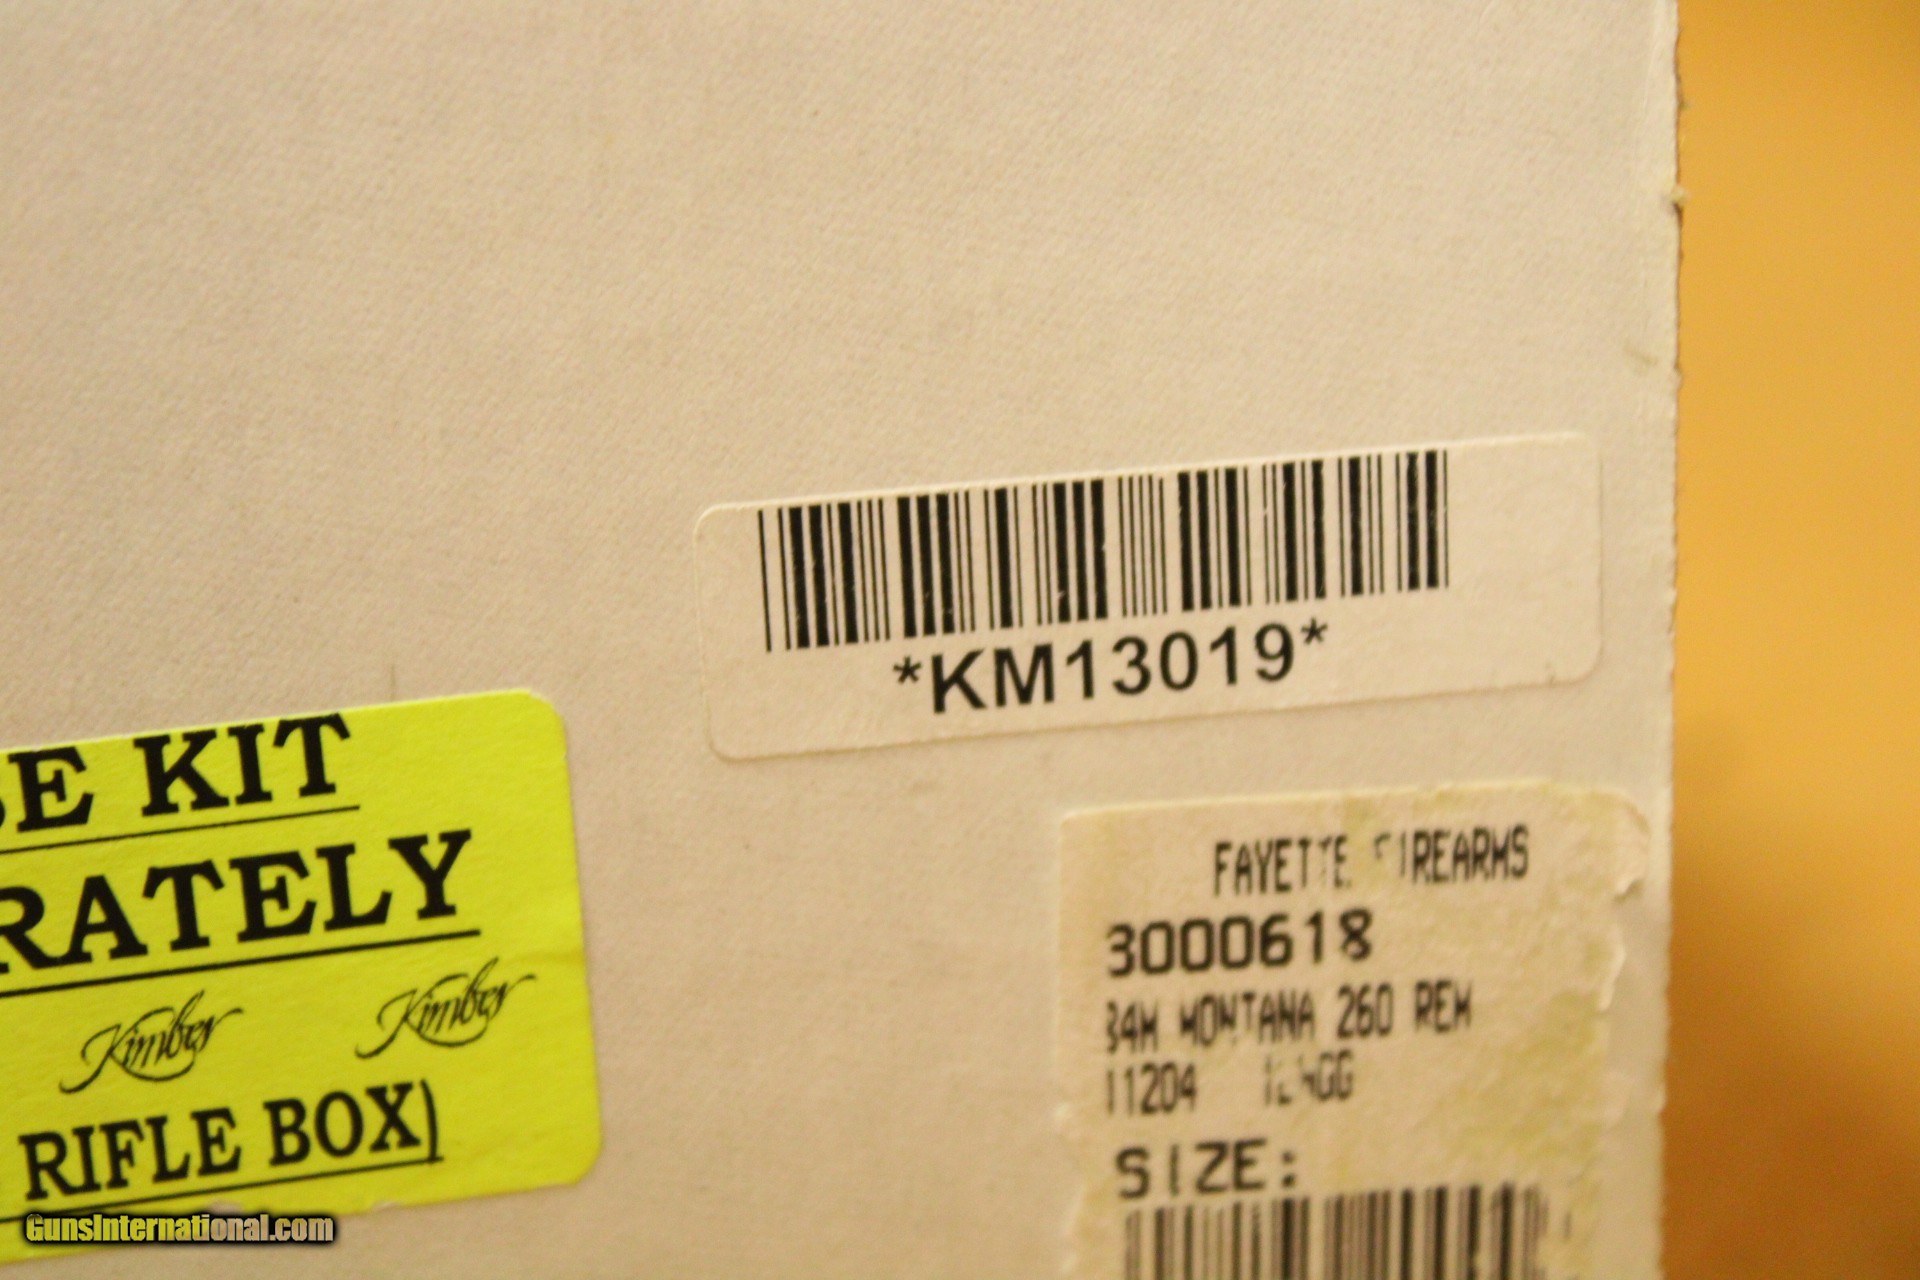 *KM13019*
KIT
RATELY
Kimber Kimber
RIFLE BOX)
FAYETTE FIREARMS
3000618
84M MONTANA 260 REM
11204
SIZE:
GunsInternational.com